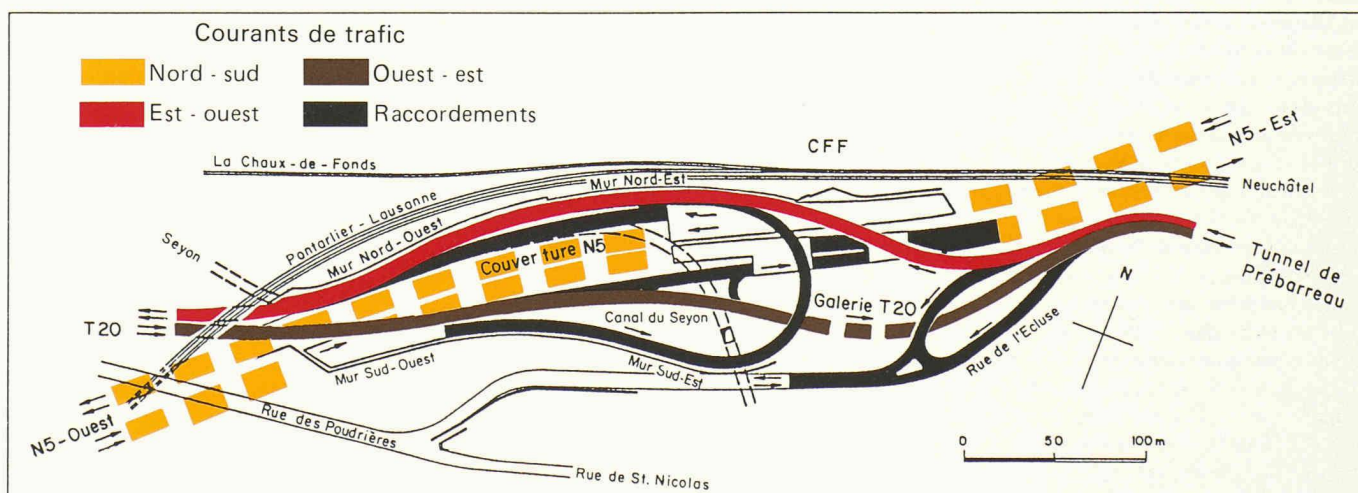 Courants de trafic
Nord - sud
Ouest - est
Est - ouest
Raccordements
CFF
N5-Est
La Chaux-de-Fonds
Mur Nord-Est
Neuchâtel
Pontarlier-Lausanne
Mur Nord-Ouest
Seyon
Couverture N5
Tunnel de
Prébarreau
N
Galerie T20
T20
Canal du Seyon
Rue de l'Ecluse
Mur Sud-Ouest
Mur Sud-Est
N5-Ouest
Rue des Poudrières
0 50 100 m
Rue de St. Nicolas